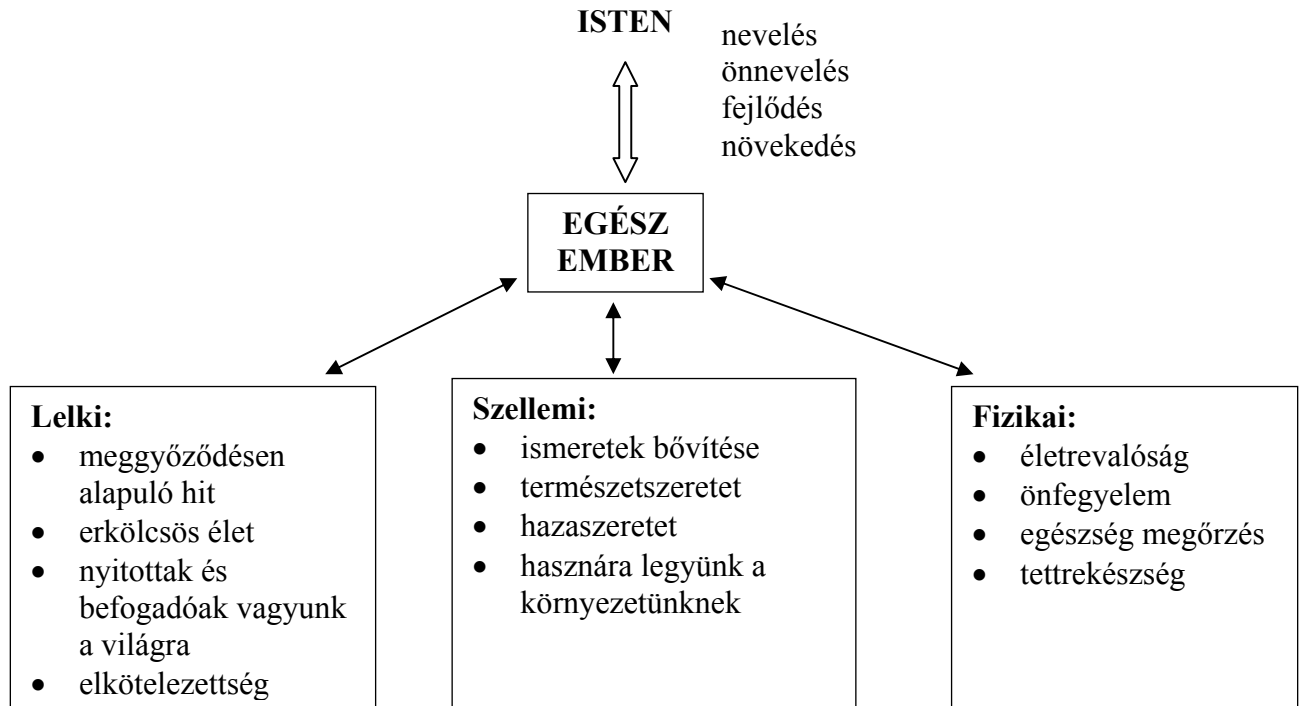 ISTEN
nevelés
önnevelés
fejlődés
növekedés
EGÉSZ
EMBER
Lelki:
• meggyőződésen
alapuló hit
• erkölcsös élet
• nyitottak és
befogadóak vagyunk
a világra
• elkötelezettség
Szellemi:
• ismeretek bővítése
• természetszeretet
• hazaszeretet
• hasznára legyünk a
környezetünknek
Fizikai:
• életrevalóság
• önfegyelem
• egészség megőrzés
• tettrekészség